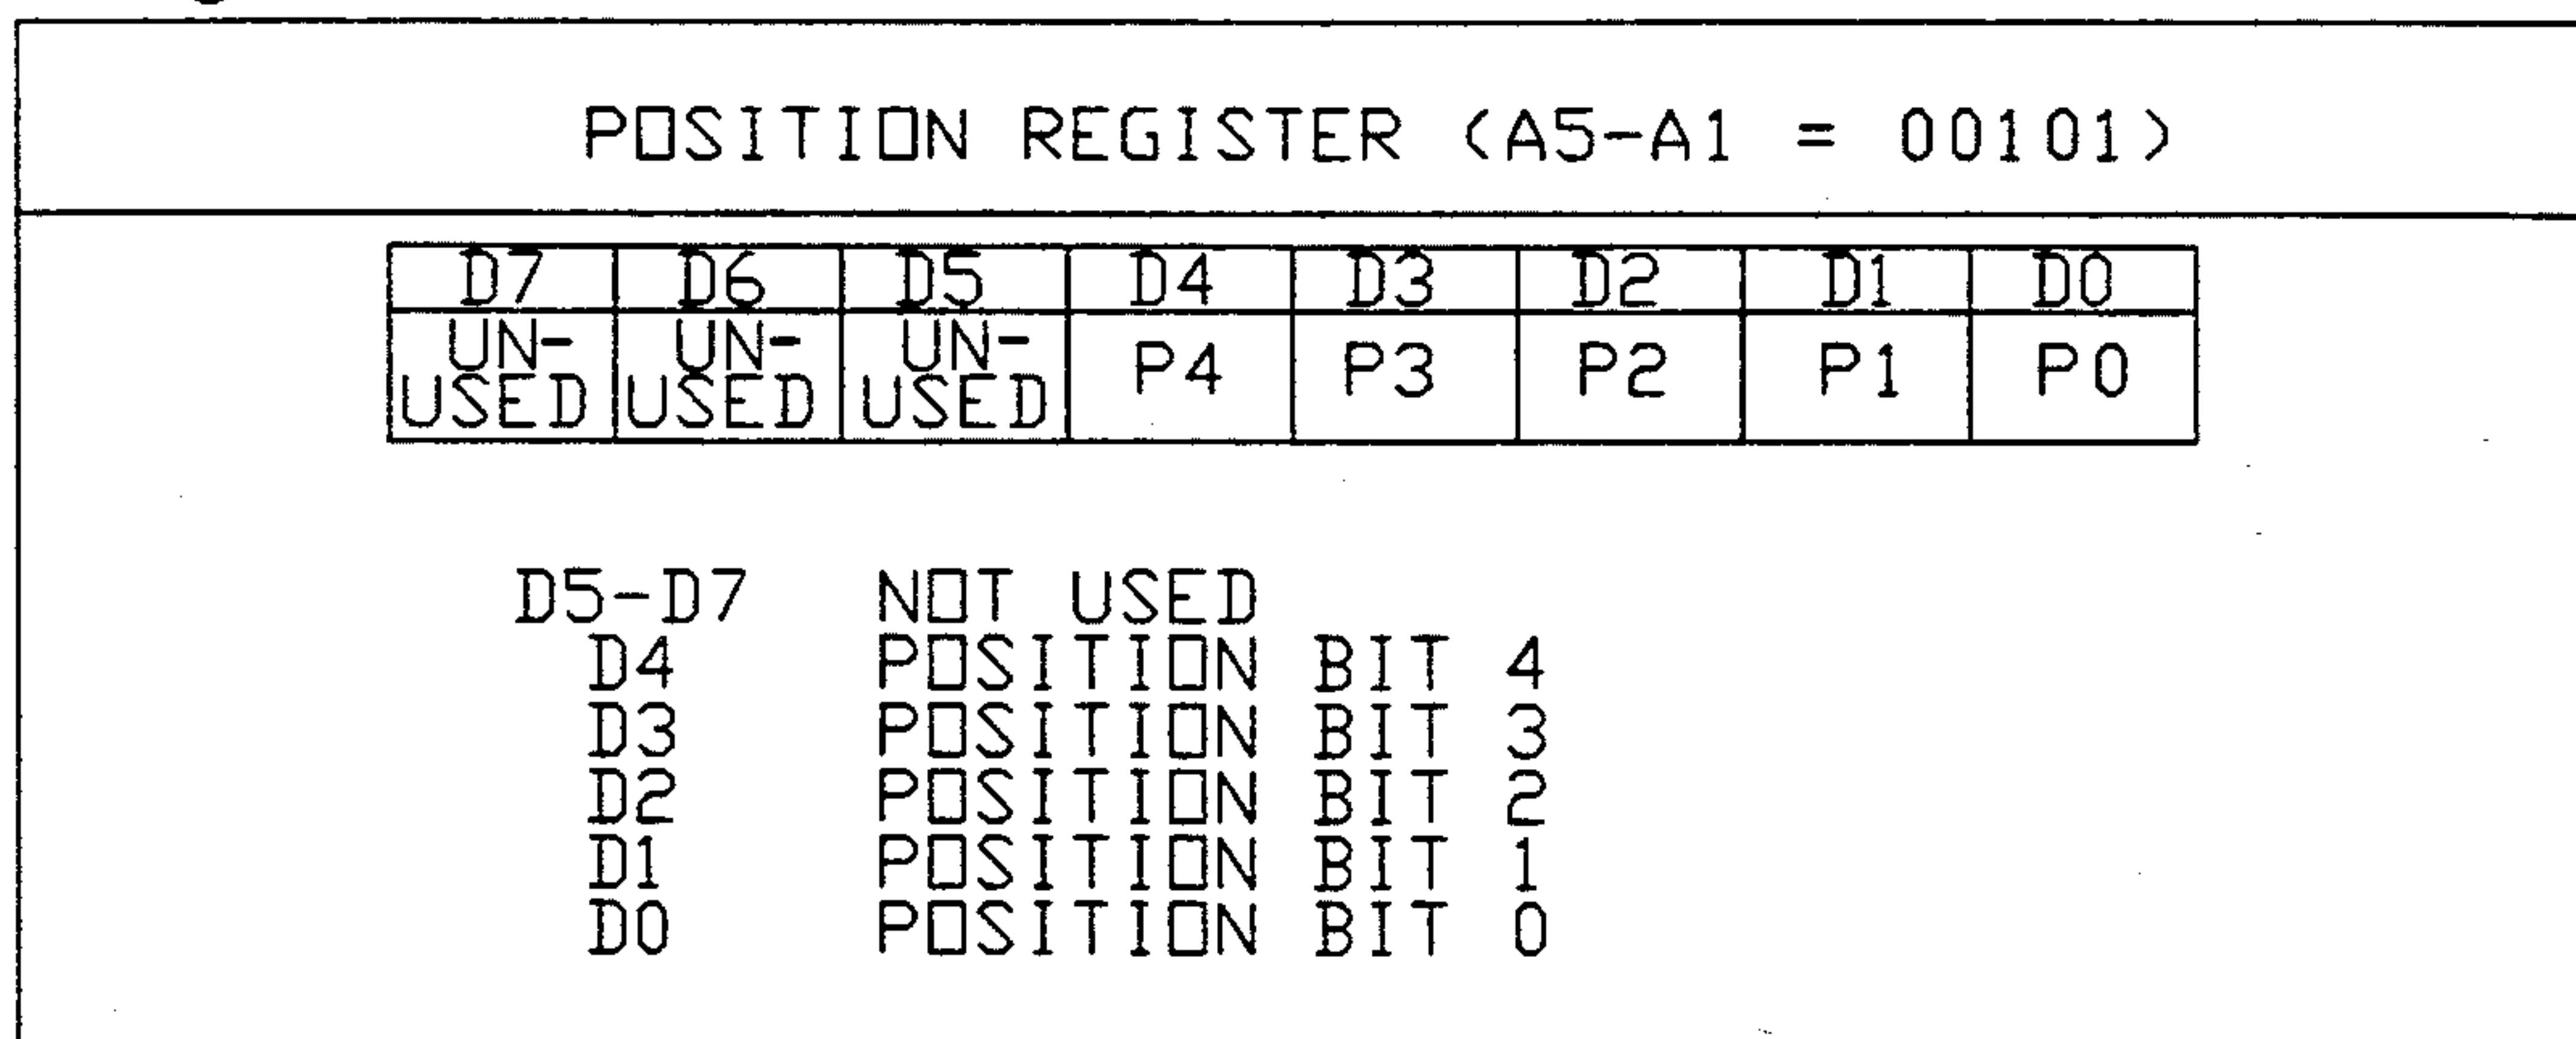 POSITION REGISTER (A5-A1 = 00101)
D7 D6 D5 D4 D3 D2 D1 D0
UN- UN- UN- P4 P3 P2 P1 P0
USED USED USED
D5-D7 NOT USED
D4 POSITION BIT 4
D3 POSITION BIT 3
D2 POSITION BIT 2
D1 POSITION BIT 1
D0 POSITION BIT 0